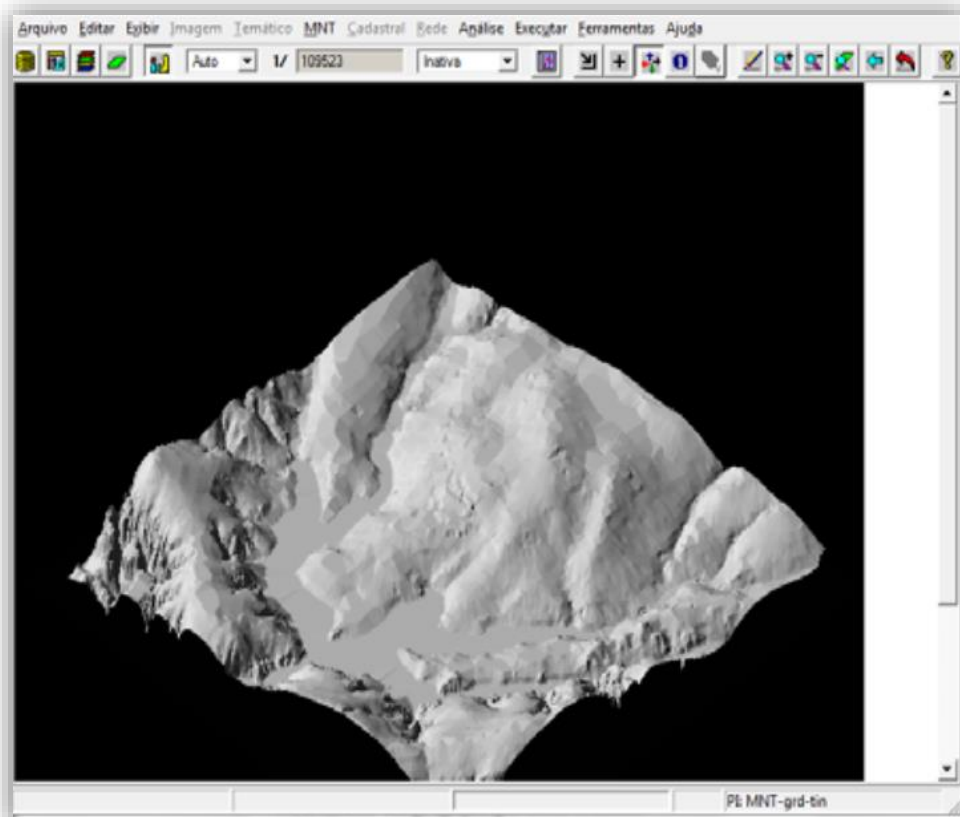 Arquivo Editar Exibir Imagem Temático MNT Cadastral Rede Análise Executar Ferramentas Ajuda
Auto 1/ 109523 Inativa
PI: MNT-grd-tin